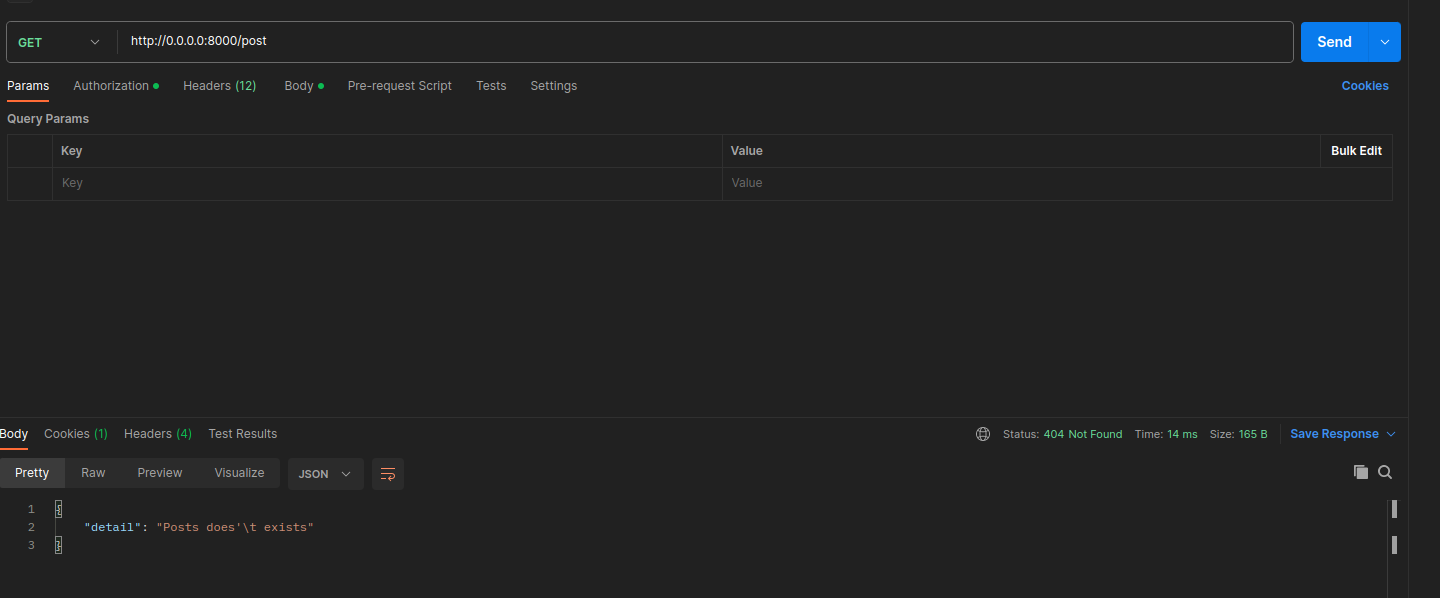 GET http://0.0.0.0:8000/post Send
Params Authorization Headers (12) Body Pre-request Script Tests Settings Cookies
Query Params
Key Value Bulk Edit
Key Value
Body Cookies (1) Headers (4) Test Results Status: 404 Not Found Time: 14 ms Size: 165 B Save Response
Pretty Raw Preview Visualize JSON
1 {
2 "detail": "Posts does'\t exists"
3 }